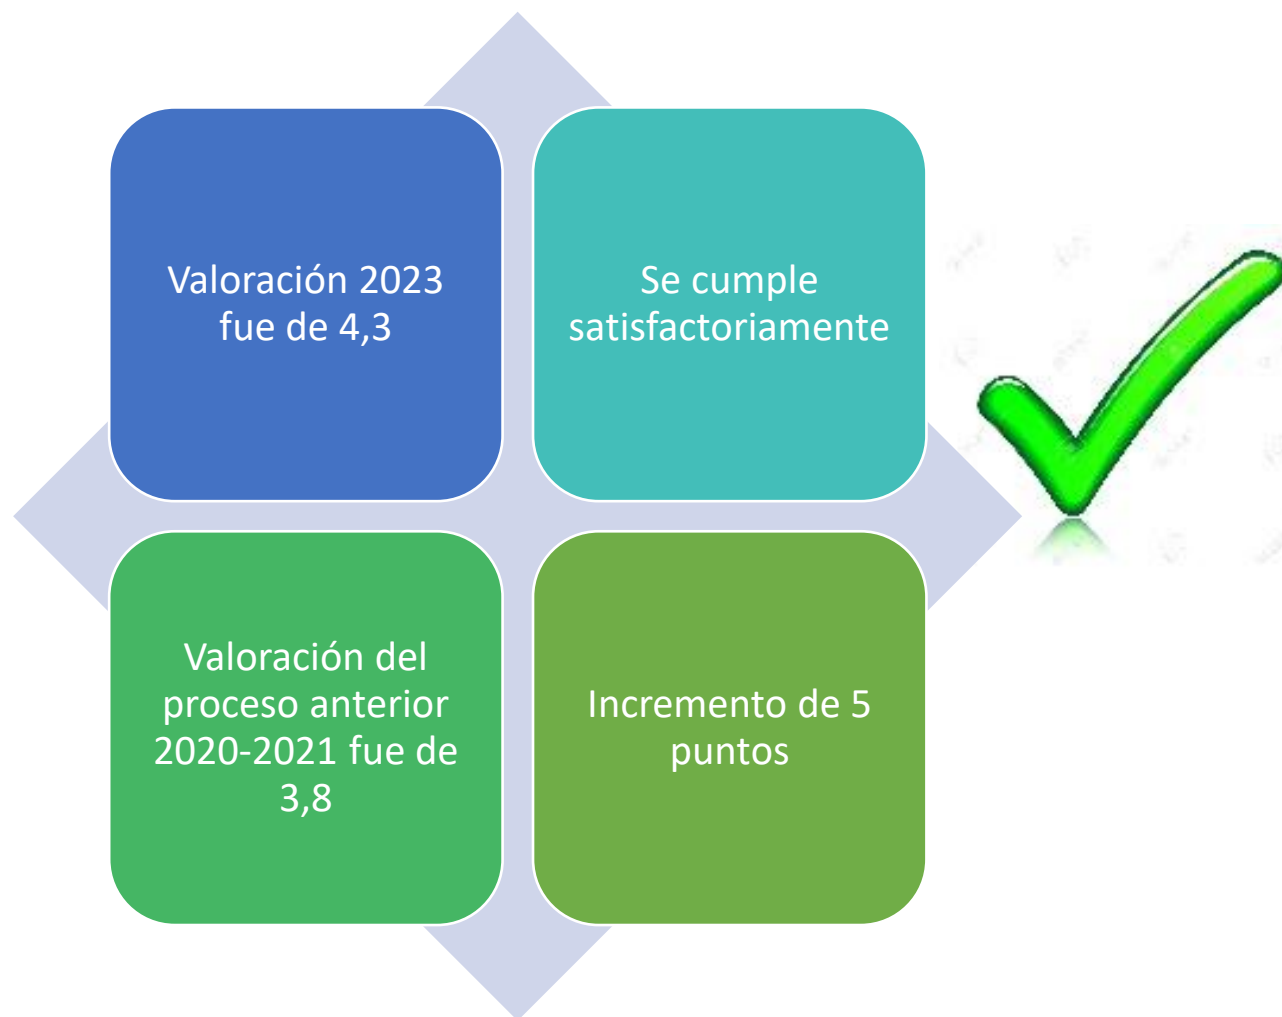 Valoración 2023
fue de 4,3
Se cumple
satisfactoriamente
Valoración del
proceso anterior
2020-2021 fue de
3,8
Incremento de 5
puntos